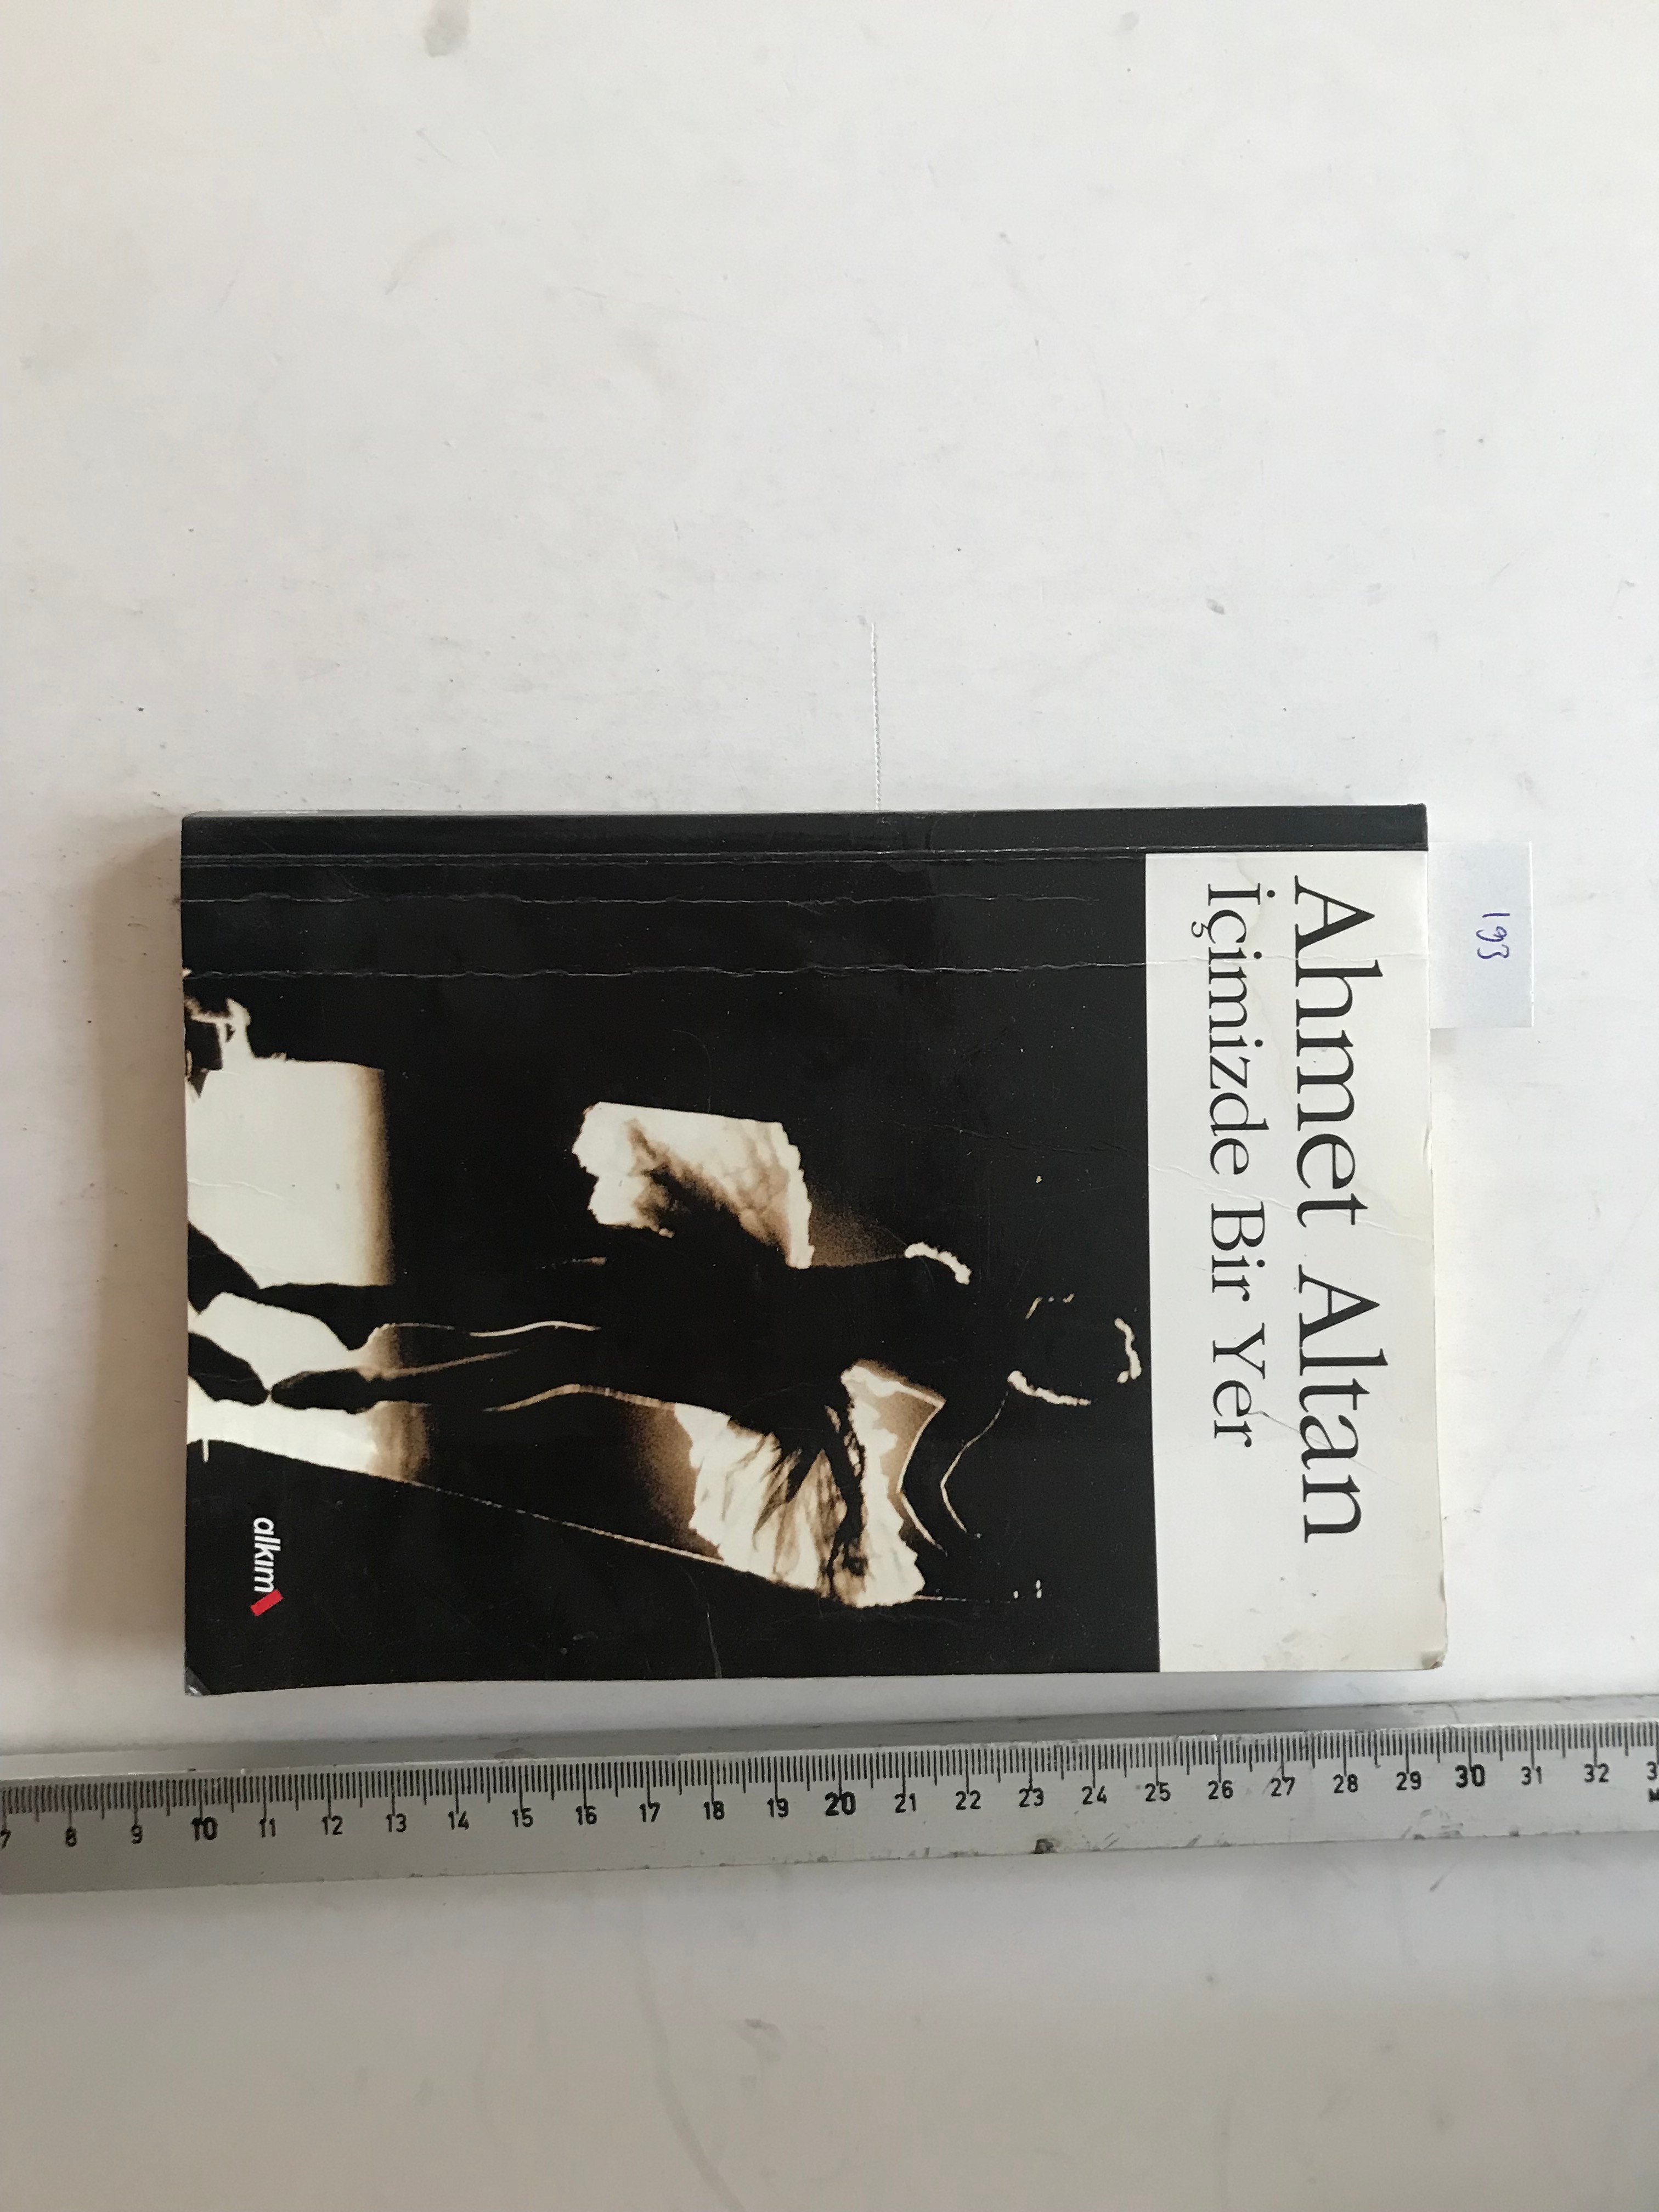 193
Ahmet Altan
İçimizde Bir Yer
alkım
7 8 9 10 11 12 13 14 15 16 17 18 19 20 21 22 23 24 25 26 27 28 29 30 31 32